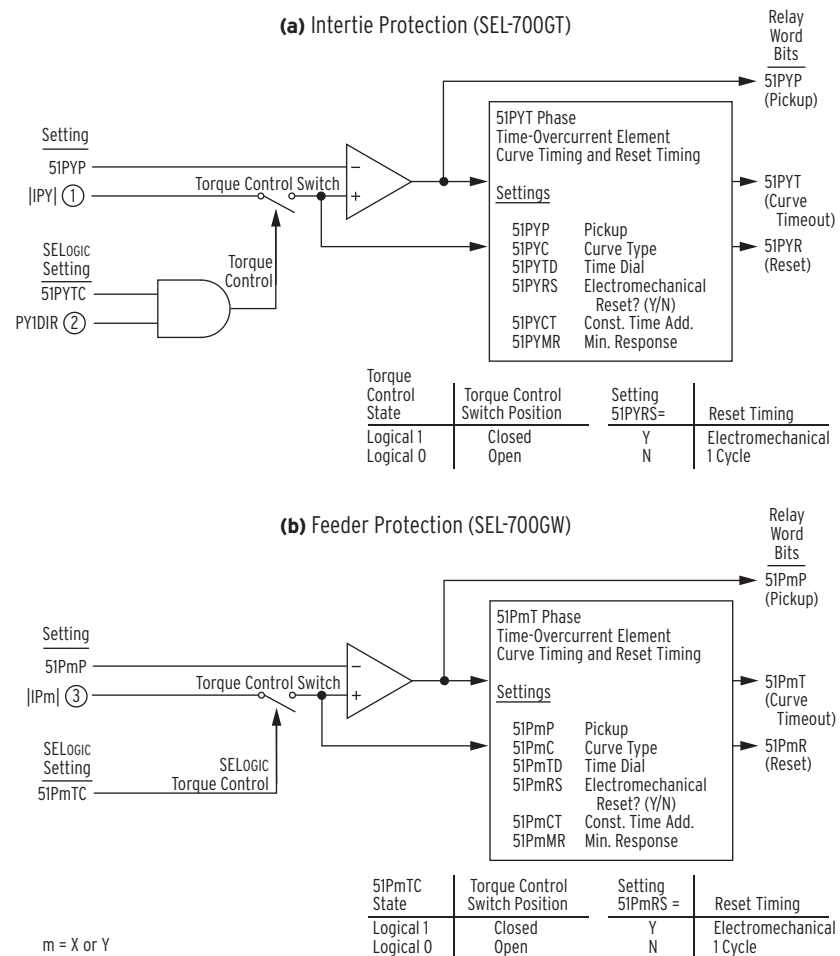 (a) Intertie Protection (SEL-700GT)
Relay
Word
Bits
51PYP
(Pickup)
Setting
51PYP
|IPY| ①
Torque Control Switch
−
+
SELOGIC
Setting
51PYTC
PY1DIR ②
Torque
Control
51PYT Phase
Time-Overcurrent Element
Curve Timing and Reset Timing
Settings
51PYP Pickup
51PYC Curve Type
51PYTD Time Dial
51PYRS Electromechanical
Reset? (Y/N)
51PYCT Const. Time Add.
51PYMR Min. Response
51PYT
(Curve
Timeout)
51PYR
(Reset)
Torque
Control Torque Control Setting
State Switch Position 51PYRS= Reset Timing
Logical 1 Closed Y Electromechanical
Logical 0 Open N 1 Cycle
(b) Feeder Protection (SEL-700GW)
Relay
Word
Bits
51PmP
(Pickup)
Setting
51PmP
|IPm| ③
Torque Control Switch
−
+
SELOGIC
Setting
51PmTC
SELOGIC
Torque Control
51PmT Phase
Time-Overcurrent Element
Curve Timing and Reset Timing
Settings
51PmP Pickup
51PmC Curve Type
51PmTD Time Dial
51PmRS Electromechanical
Reset? (Y/N)
51PmCT Const. Time Add.
51PmMR Min. Response
51PmT
(Curve
Timeout)
51PmR
(Reset)
51PmTC Torque Control Setting
State Switch Position 51PmRS = Reset Timing
Logical 1 Closed Y Electromechanical
Logical 0 Open N 1 Cycle
m = X or Y